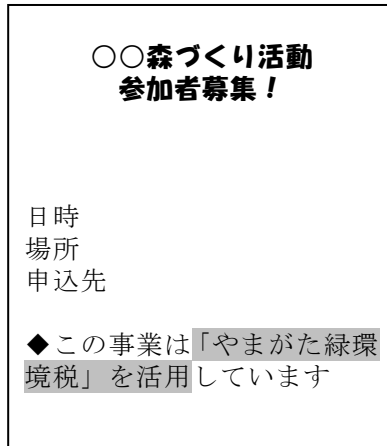 ○○森づくり活動
参加者募集！
日時
場所
申込先
◆この事業は「やまがた緑環
境税」を活用しています